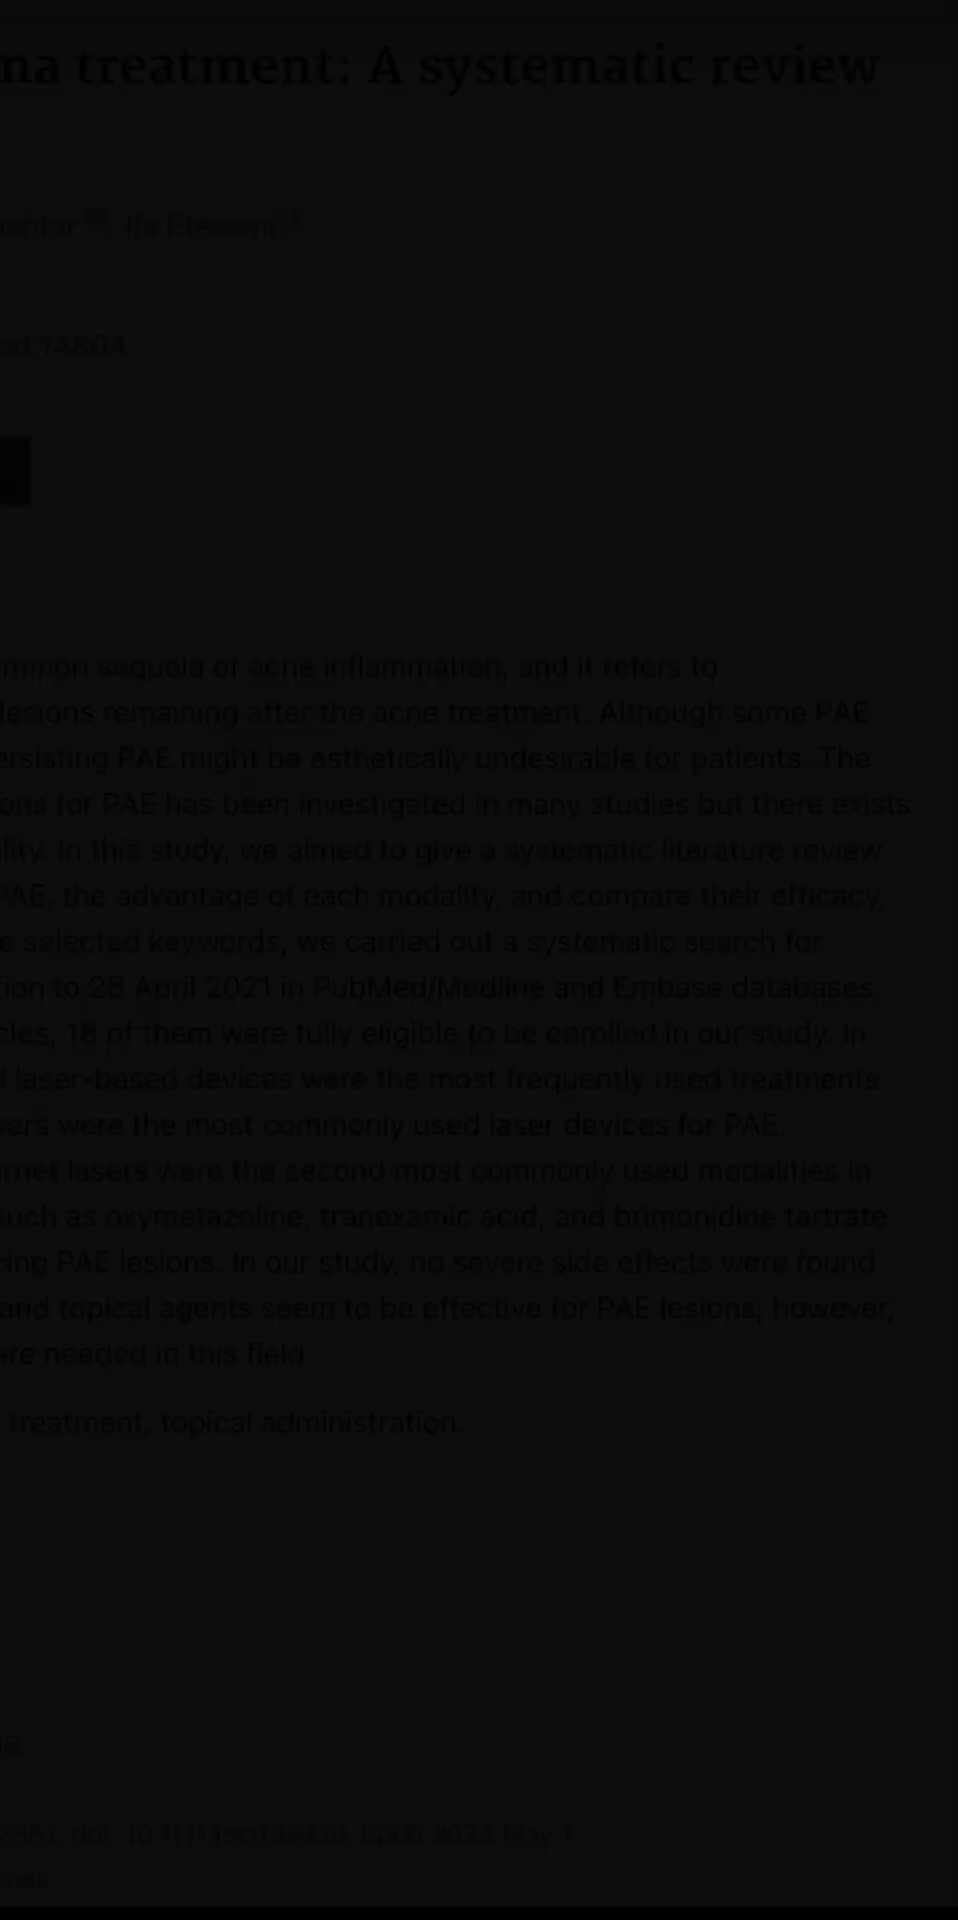 na treatment: A systematic review
Ifa Etesami
14804
mmon sequela of acne inflammation, and it refers to
lesions remaining after the acne treatment. Although some PAE
ersisting PAE might be esthetically undesirable for patients. The
ons for PAE has been investigated in many studies but there exists
lity. In this study, we aimed to give a systematic literature review
PAE, the advantage of each modality, and compare their efficacy,
e selected keywords, we carried out a systematic search for
ion to 28 April 2021 in PubMed/Medline and Embase databases.
cles, 18 of them were fully eligible to be enrolled in our study. In
d laser-based devices were the most frequently used treatments
sers were the most commonly used laser devices for PAE.
rnet lasers were the second most commonly used modalities in
such as oxymetazoline, tranexamic acid, and brimonidine tartrate
cing PAE lesions. In our study, no severe side effects were found
and topical agents seem to be effective for PAE lesions, however,
are needed in this field
treatment, topical administration.